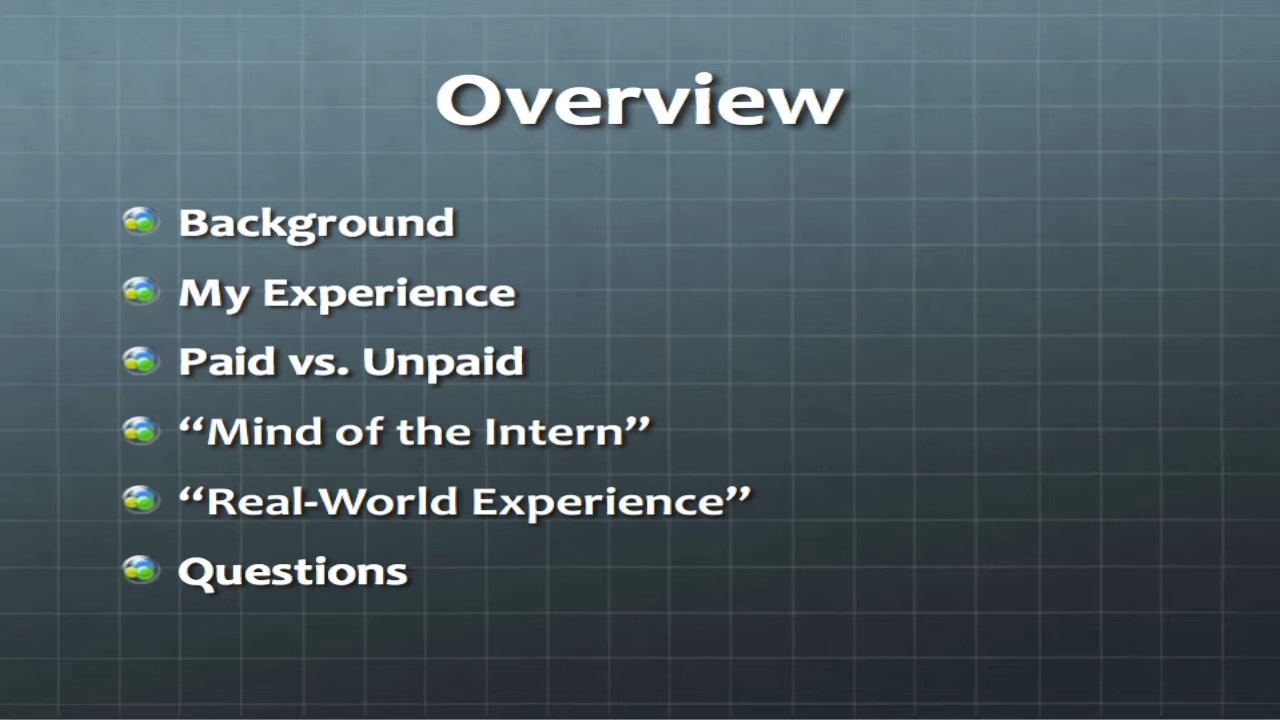 Overview
Background
My Experience
Paid vs. Unpaid
“Mind of the Intern”
“Real-World Experience”
Questions